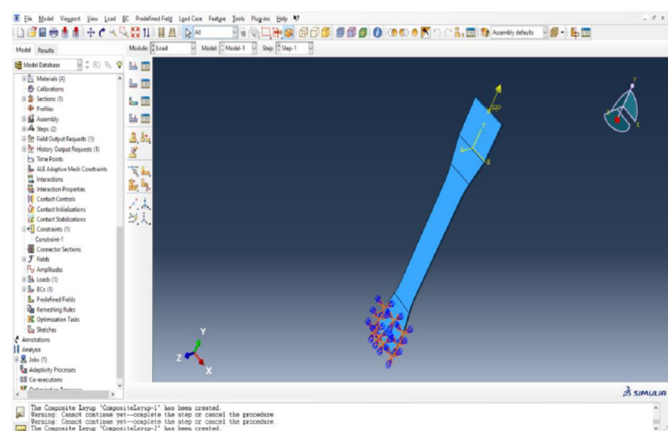 File Model Viewport View Load BC Predefined Field Load Case Feature Tools Plug-ins Help
All
Assembly defaults
Model Results
Module: Load Model: Model-1 Step: Step-1
Model Database
Materials (4)
Calibrations
Sections (1)
Profiles
Assembly
Steps (2)
Field Output Requests (1)
History Output Requests (1)
Time Points
ALE Adaptive Mesh Constraints
Interactions
Interaction Properties
Contact Controls
Contact Initializations
Contact Stabilizations
Constraints (1)
Constraint-1
Connector Sections
Fields
Amplitudes
Loads (1)
BCs (1)
Predefined Fields
Remeshing Rules
Optimization Tasks
Sketches
Annotations
Analysis
Jobs (1)
Adaptivity Processes
Co-executions
Optimization Processes
Y
Z
X
SIMULIA
The Composite Layup "CompositeLayup-1" has been created.
Warning: Cannot continue yet--complete the step or cancel the procedure
Warning: Cannot continue yet--complete the step or cancel the procedure
The Composite Layup "CompositeLayup-2" has been created.